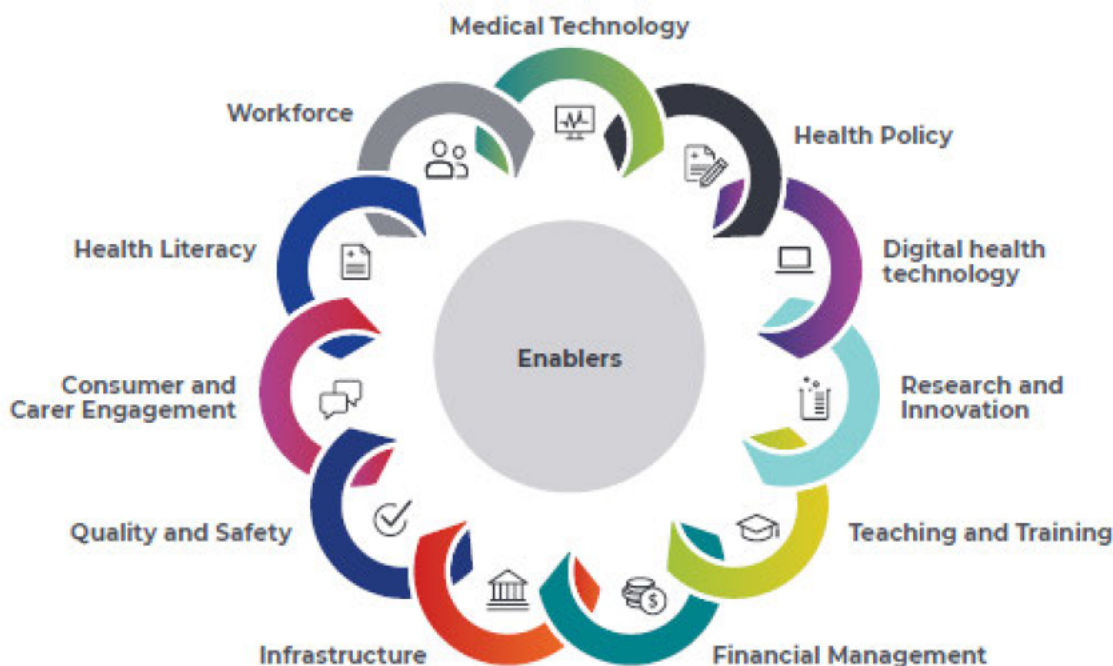 Medical Technology
Workforce
Health Policy
Health Literacy
Digital health
technology
Enablers
Consumer and
Carer Engagement
Research and
Innovation
Quality and Safety
Teaching and Training
Infrastructure
Financial Management